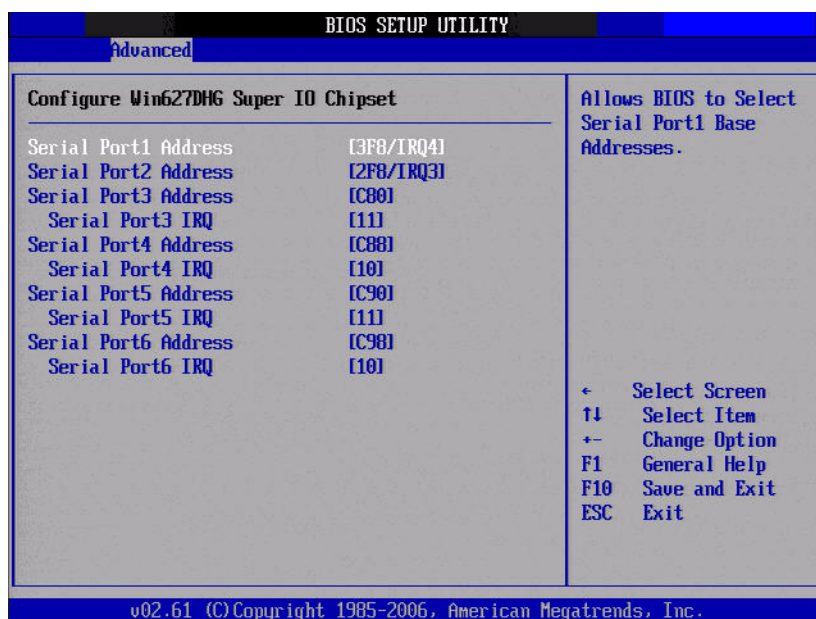 BIOS SETUP UTILITY
Advanced
Configure Win627DHG Super IO Chipset
Serial Port1 Address [3F8/IRQ4]
Serial Port2 Address [2F8/IRQ3]
Serial Port3 Address [C80]
Serial Port3 IRQ [11]
Serial Port4 Address [C88]
Serial Port4 IRQ [10]
Serial Port5 Address [C90]
Serial Port5 IRQ [11]
Serial Port6 Address [C98]
Serial Port6 IRQ [10]
Allows BIOS to Select
Serial Port1 Base
Addresses.
← Select Screen
↑↓ Select Item
+- Change Option
F1 General Help
F10 Save and Exit
ESC Exit
v02.61 (C)Copyright 1985-2006, American Megatrends, Inc.